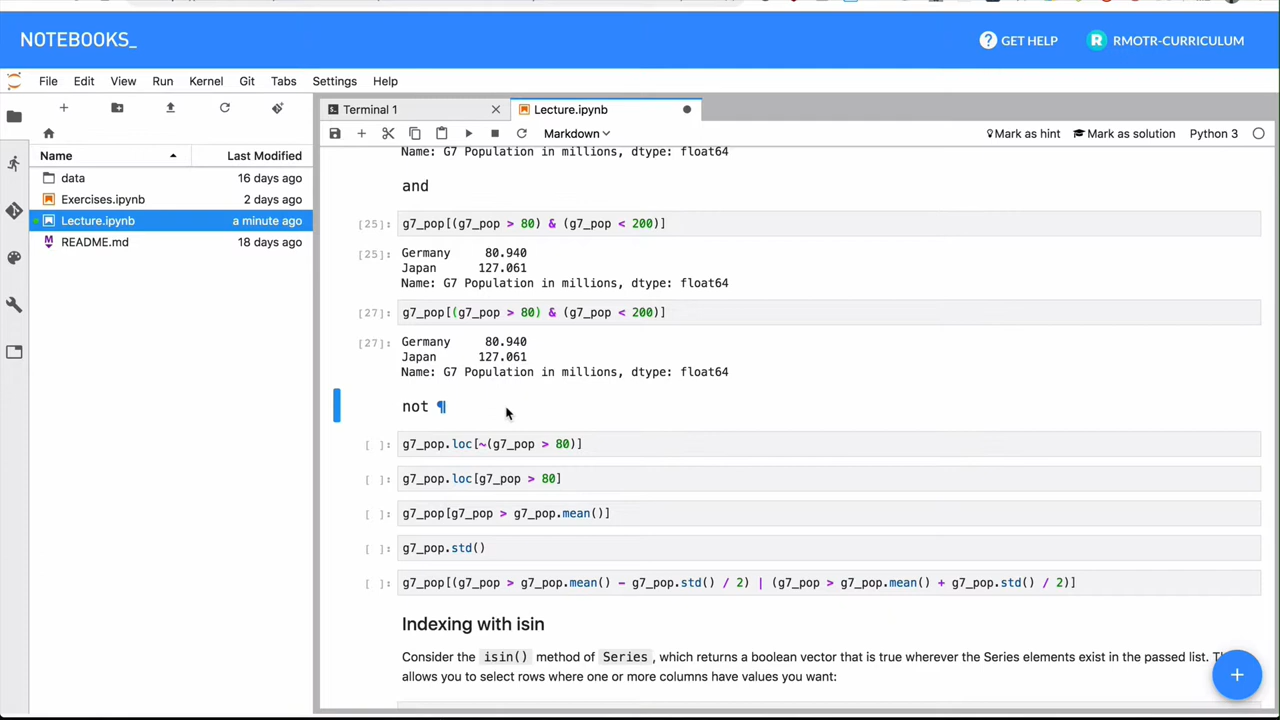 NOTEBOOKS_
GET HELP
R RMOTR-CURRICULUM
File Edit View Run Kernel Git Tabs Settings Help
Terminal 1
Lecture.ipynb
Markdown
Mark as hint
Mark as solution
Python 3
Name Last Modified
data 16 days ago
Exercises.ipynb 2 days ago
Lecture.ipynb a minute ago
README.md 18 days ago
Name: G7 Population in millions, dtype: float64
and
[25]: g7_pop[(g7_pop > 80) & (g7_pop < 200)]
[25]: Germany 80.940
Japan 127.061
Name: G7 Population in millions, dtype: float64
[27]: g7_pop[(g7_pop > 80) & (g7_pop < 200)]
[27]: Germany 80.940
Japan 127.061
Name: G7 Population in millions, dtype: float64
not ¶
[ ]: g7_pop.loc[~(g7_pop > 80)]
[ ]: g7_pop.loc[g7_pop > 80]
[ ]: g7_pop[g7_pop > g7_pop.mean()]
[ ]: g7_pop.std()
[ ]: g7_pop[(g7_pop > g7_pop.mean() - g7_pop.std() / 2) | (g7_pop > g7_pop.mean() + g7_pop.std() / 2)]
Indexing with isin
Consider the isin() method of Series, which returns a boolean vector that is true wherever the Series elements exist in the passed list.
allows you to select rows where one or more columns have values you want: